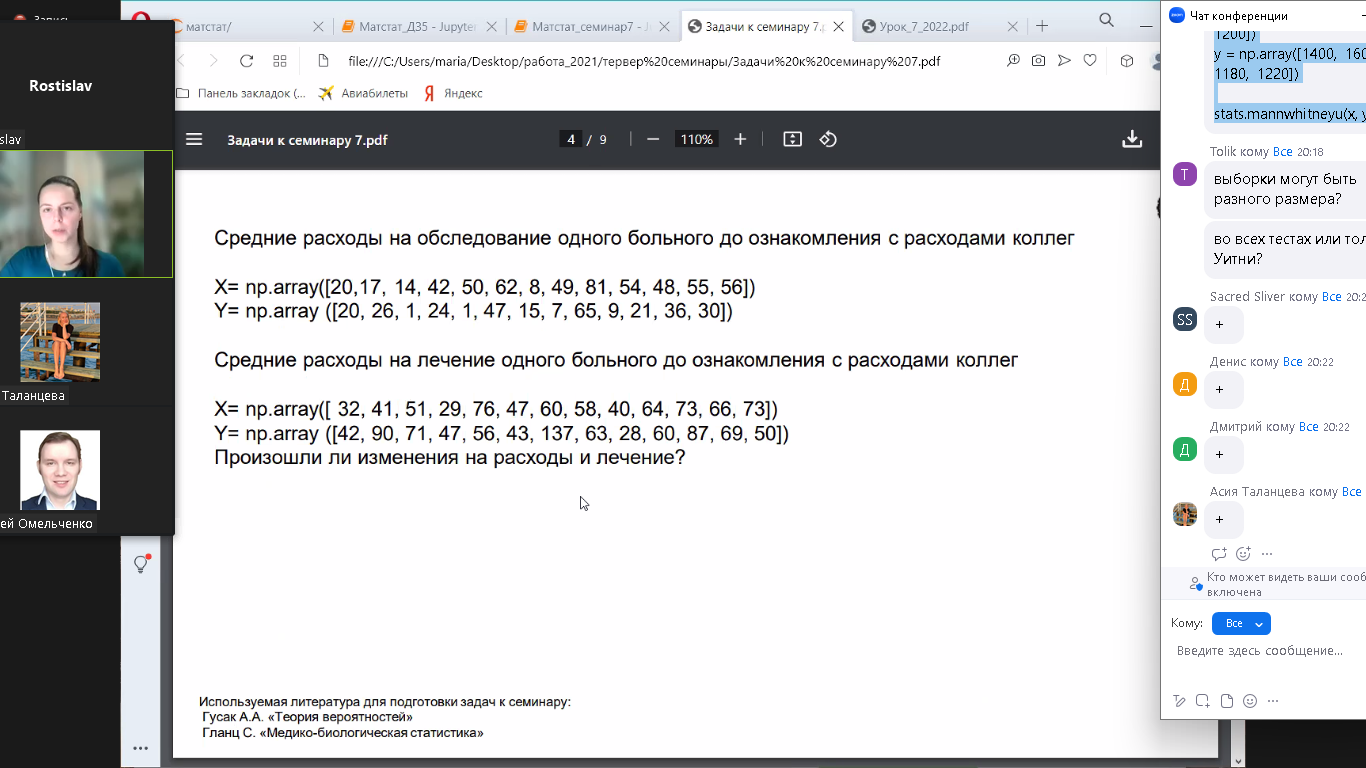 Запись
Rostislav
slav
Таланцева
ей Омельченко
матстат/
Матстат_Д35 - Jupyte
Матстат_семинар7 - J
Задачи к семинару 7.p
Урок_7_2022.pdf
file:///C:/Users/maria/Desktop/работа_2021/тервер%20семинары/Задачи%20к%20семинару%207.pdf
Панель закладок (...
Авиабилеты
Яндекс
Задачи к семинару 7.pdf
4 / 9
110%
Средние расходы на обследование одного больного до ознакомления с расходами коллег
X= np.array([20,17, 14, 42, 50, 62, 8, 49, 81, 54, 48, 55, 56])
Y= np.array ([20, 26, 1, 24, 1, 47, 15, 7, 65, 9, 21, 36, 30])
Средние расходы на лечение одного больного до ознакомления с расходами коллег
X= np.array([ 32, 41, 51, 29, 76, 47, 60, 58, 40, 64, 73, 66, 73])
Y= np.array ([42, 90, 71, 47, 56, 43, 137, 63, 28, 60, 87, 69, 50])
Произошли ли изменения на расходы и лечение?
Используемая литература для подготовки задач к семинару:
Гусак А.А. «Теория вероятностей»
Гланц С. «Медико-биологическая статистика»
Чат конференции
1200])
y = np.array([1400, 160
1180, 1220])
stats.mannwhitneyu(x, y
Tolik кому Все 20:18
T
выборки могут быть
разного размера?
во всех тестах или тол
Уитни?
Sacred Sliver кому Все 20:2
SS
+
Денис кому Все 20:22
Д
+
Дмитрий кому Все 20:22
Д
+
Асия Таланцева кому Все
+
Кто может видеть ваши сооб
включена
Кому: Все
Введите здесь сообщение...